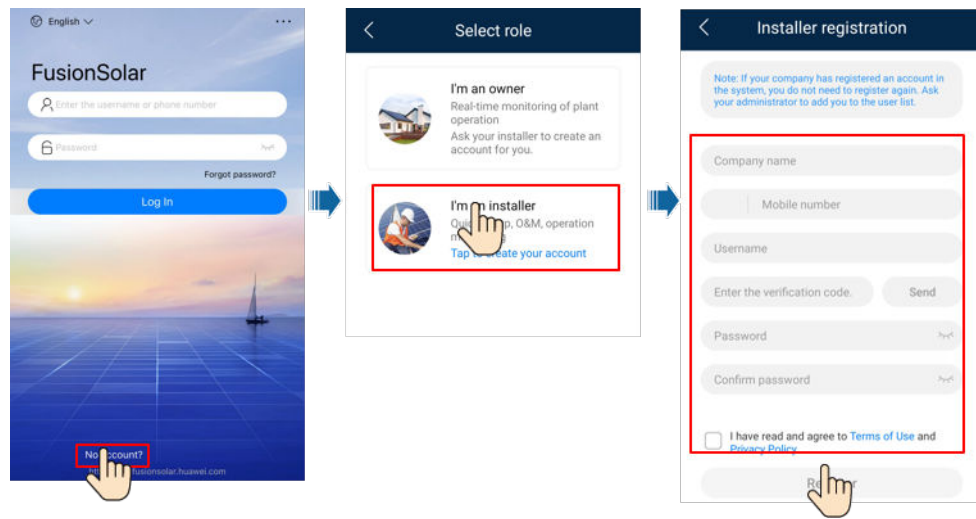 English
FusionSolar
Enter the username or phone number
Password
Forgot password?
Log In
No
fusionsolar.huawei.com
Select role
I'm an owner
Real-time monitoring of plant
operation
Ask your installer to create an
account for you.
I'm an installer
O&M, operation
Tap to create your account
Installer registration
Note: If your company has registered an account in
the system, you do not need to register again. Ask
your administrator to add you to the user list.
Company name
Mobile number
Username
Enter the verification code.
Send
Password
Confirm password
I have read and agree to Terms of Use and
Privacy Policy